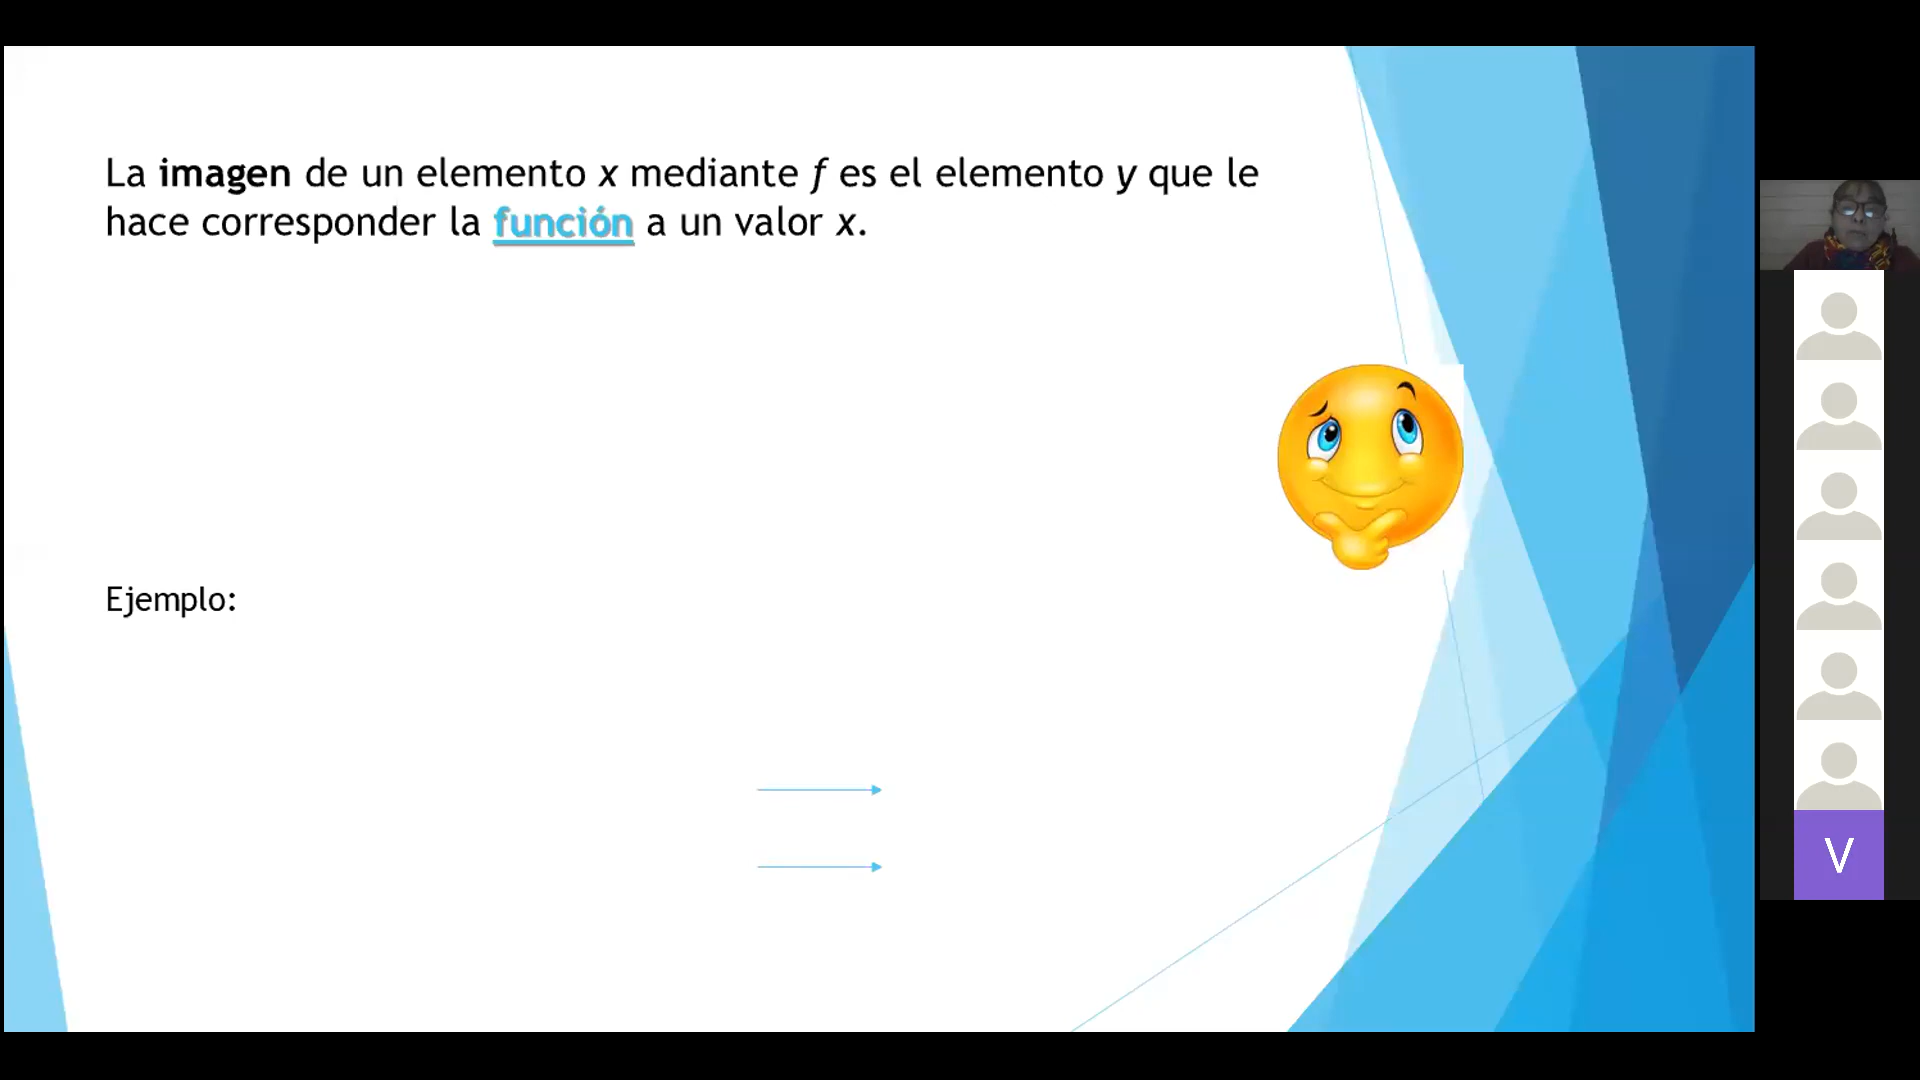 La imagen de un elemento x mediante f es el elemento y que le
hace corresponder la función a un valor x.
Ejemplo:
V